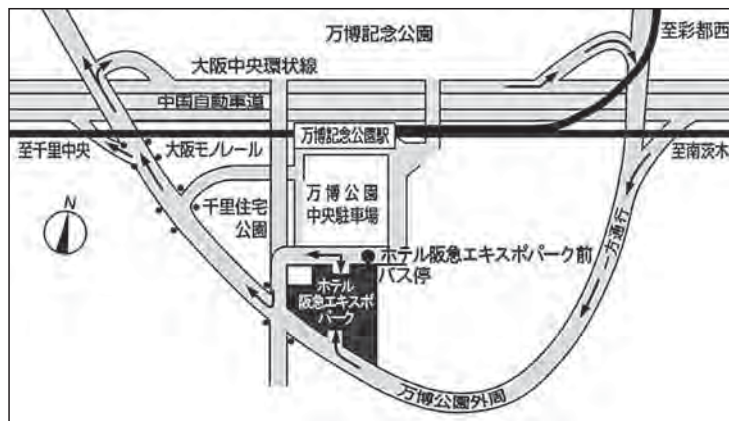 万博記念公園
至彩都西
大阪中央環状線
中国自動車道
万博記念公園駅
至千里中央
大阪モノレール
至南茨木
万博公園
中央駐車場
千里住宅
公園
N
一方通行
ホテル阪急エキスポパーク前
バス停
ホテル
阪急エキスポ
パーク
万博公園外周